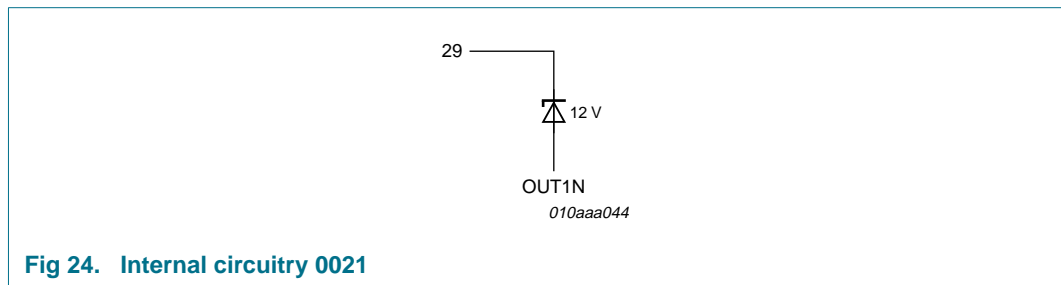 29
12 V
OUT1N
010aaa044
Fig 24. Internal circuitry 0021